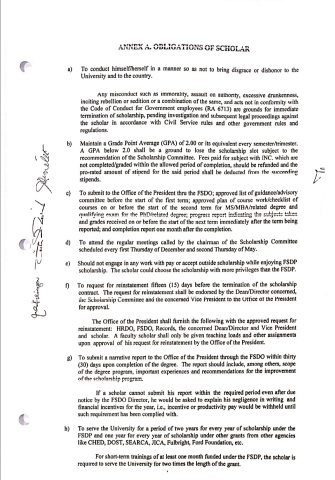 ANNEX A. OBLIGATIONS OF SCHOLAR
a) To conduct himself/herself in a manner so as not to bring disgrace or dishonor to the
University and to the country.
Any misconduct such as immorality, assault on authority, excessive drunkenness,
inciting rebellion or sedition or a combination of the same, and acts not in conformity with
the Code of Conduct for Government employees (RA 6713) are grounds for immediate
termination of scholarship, pending investigation and subsequent legal proceedings against
the scholar in accordance with Civil Service rules and other government rules and
regulations.
b) Maintain a Grade Point Average (GPA) of 2.00 or its equivalent every semester/trimester.
A GPA below 2.0 shall be a ground to lose the scholarship slot subject to the
recommendation of the Scholarship Committee. Fees paid for subject with INC. which are
not completed/graded within the allowed period of completion, should be refunded and the
pro-rated amount of stipend for the said period shall be deducted from the succeeding
stipends.
c) To submit to the Office of the President thru the FSDO; approved list of guidance/advisory
committee before the start of the first term; approved plan of course work/checklist of
courses on or before the start of the second term for MS/MBA/related degree and
qualifying exam for the PhD/related degree; progress report indicating the subjects taken
and grades received on or before the start of the next term immediately after the term being
reported; and completion report one month after the completion.
d) To attend the regular meetings called by the chairman of the Scholarship Committee
scheduled every first Thursday of December and second Thursday of May.
e) Should not engage in any work with pay or accept outside scholarship while enjoying FSDP
scholarship. The scholar could choose the scholarship with more privileges than the FSDP.
f) To request for reinstatement fifteen (15) days before the termination of the scholarship
contract. The request for reinstatement shall be endorsed by the Dean/Director concerned,
the Scholarship Committee and the concerned Vice President to the Office of the President
for approval.
The Office of the President shall furnish with the following the approved request for
reinstatement: HRDO, FSDO, Records, the concerned Dean/Director and Vice President
and scholar. A faculty scholar shall only be given teaching loads and other assignments
upon approval of his request for reinstatement by the Office of the President.
g) To submit a narrative report to the Office of the President through the FSDO within thirty
(30) days upon completion of the degree. The report should include, among others, scope
of the degree program, important experiences and recommendations for the improvement
of the scholarship program.
If a scholar cannot submit his report within the required period even after due
notice by the FSDO Director, he would be asked to explain his negligence in writing and
financial incentives for the year, i.e., incentive or productivity pay would be withheld until
such requirement has been complied with.
h) To serve the University for a period of two years for every year of scholarship under the
FSDP and one year for every year of scholarship under other grants from other agencies
like CHED, DOST, SEARCA, JICA, Fulbright, Ford Foundation, etc.
For short-term trainings of at least one month funded under the FSDP, the scholar is
required to serve the University for two times the length of the grant.